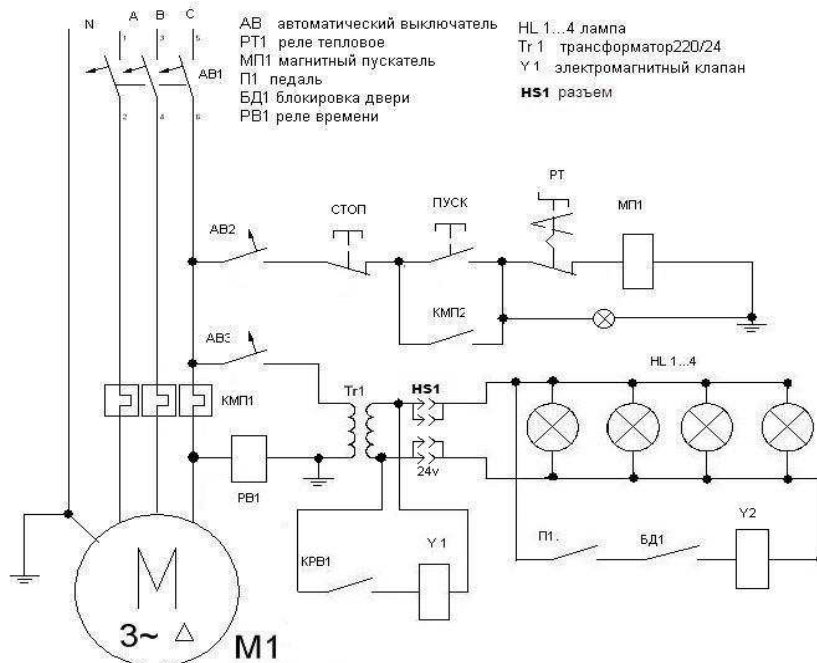 N A B C
1 3 5
АВ1
2 4 6
АВ автоматический выключатель
РТ1 реле тепловое
МП1 магнитный пускатель
П1 педаль
БД1 блокировка двери
РВ1 реле времени
HL 1...4 лампа
Tr 1 трансформатор220/24
Y 1 электромагнитный клапан
HS1 разъем
АВ2
СТОП
ПУСК
РТ
МП1
КМП2
АВ3
Tr1
HS1
HL 1...4
КМП1
24v
РВ1
КРВ1
Y 1
П1.
БД1
Y2
М
3~ Δ
М1